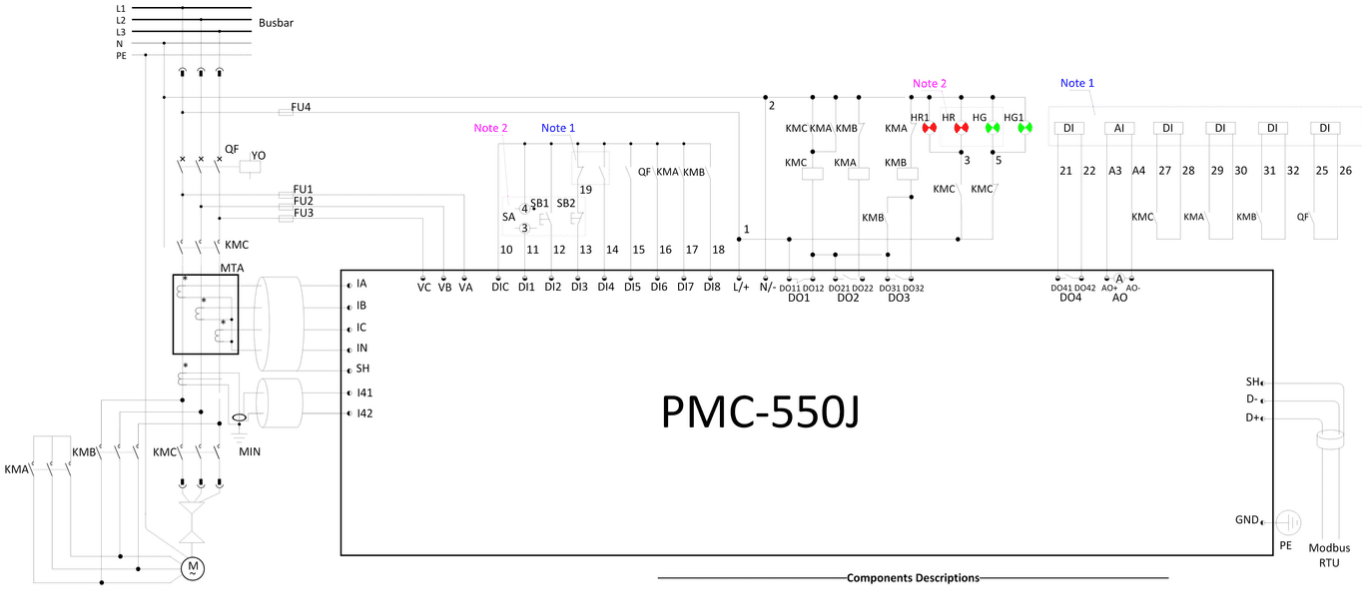 L1
L2
L3
N
PE
Busbar
FU4
2
Note 2
Note 1
Note 2
Note 1
HR1
HR
HG
HG1
KMC
KMA
KMB
KMA
DI
AI
DI
DI
DI
DI
QF
YO
KMC
KMA
KMB
3
5
21
22
A3
A4
27
28
29
30
31
32
25
26
QF
KMA
KMB
19
FU1
FU2
FU3
SA
4
3
SB1
SB2
KMC
KMC
KMB
KMC
KMA
KMB
QF
1
KMC
10
11
12
13
14
15
16
17
18
MTA
*
*
*
*
IA
IB
IC
IN
SH
I41
I42
VC
VB
VA
DIC
DI1
DI2
DI3
DI4
DI5
DI6
DI7
DI8
L/+
N/-
DO11
DO12
DO21
DO22
DO31
DO32
DO1
DO2
DO3
DO41
DO42
AO+
A
AO-
DO4
AO
PMC-550J
SH
D-
D+
GND
PE
Modbus
RTU
KMA
KMB
KMC
MIN
M
~
Components Descriptions